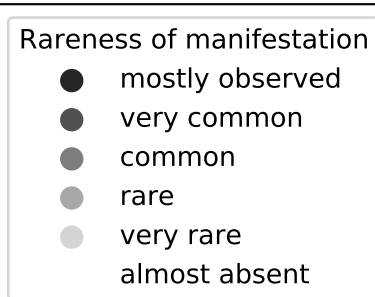 Rareness of manifestation
mostly observed
very common
common
rare
very rare
almost absent